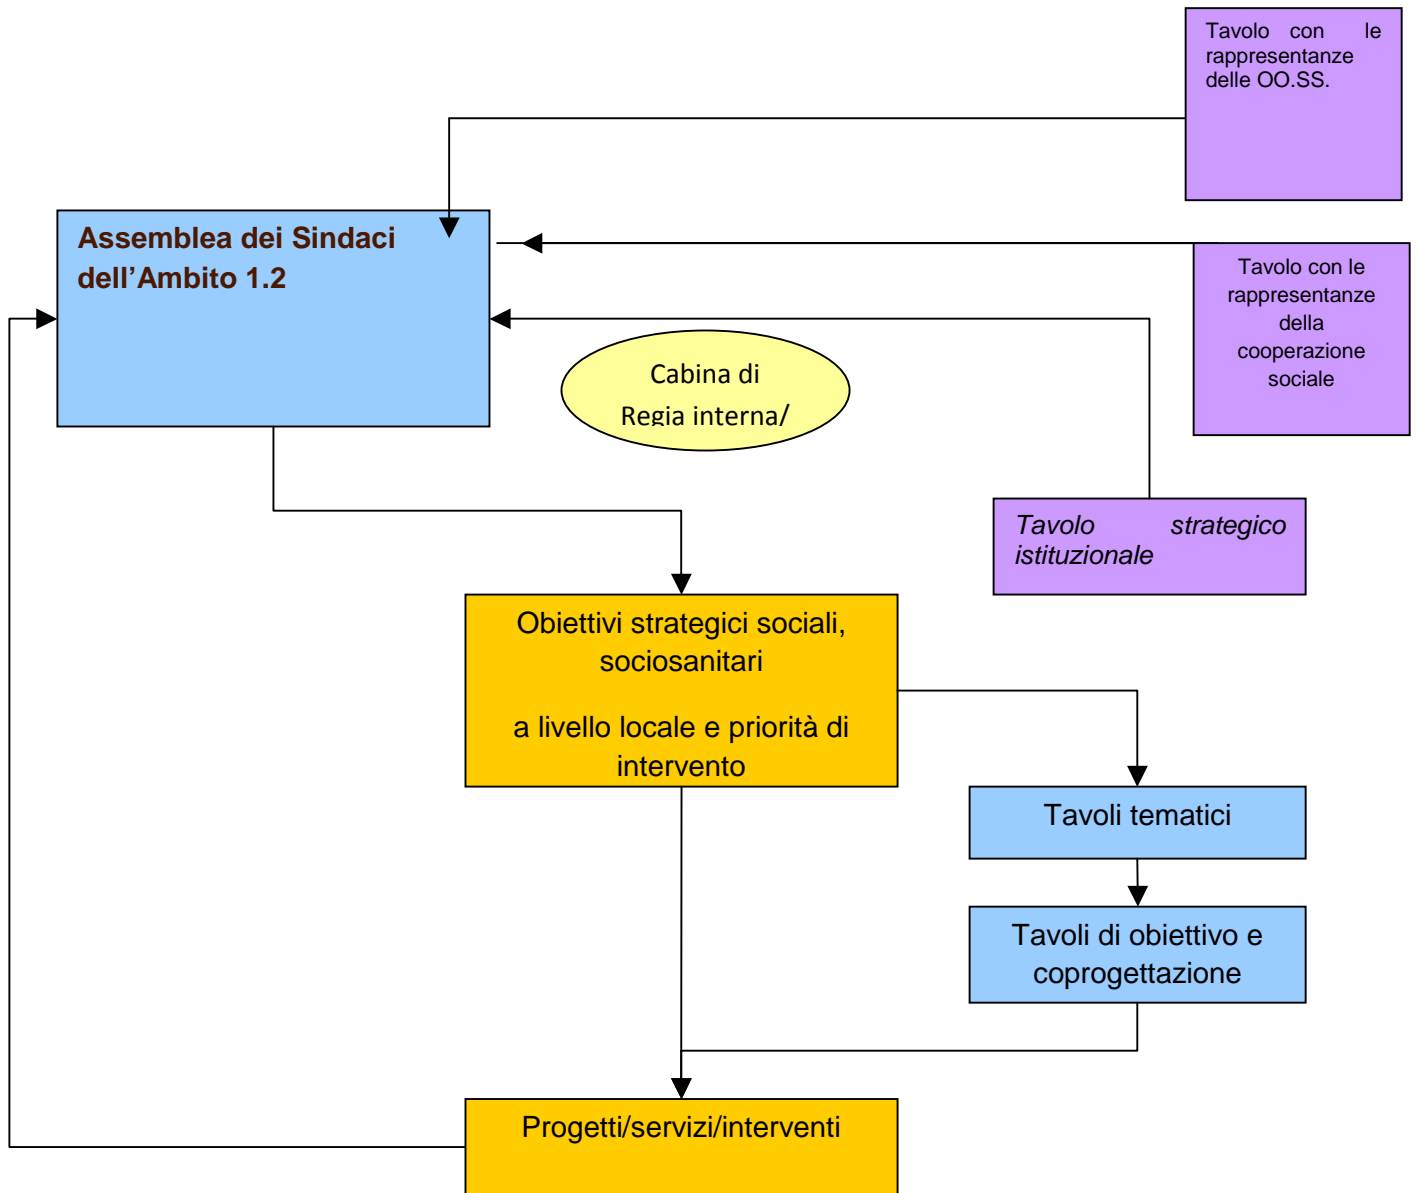 Tavolo con le
rappresentanze
delle OO.SS.
Assemblea dei Sindaci
dell’Ambito 1.2
Tavolo con le
rappresentanze
della
cooperazione
sociale
Cabina di
Regia interna/
Tavolo strategico
istituzionale
Obiettivi strategici sociali,
sociosanitari
a livello locale e priorità di
intervento
Tavoli tematici
Tavoli di obiettivo e
coprogettazione
Progetti/servizi/interventi